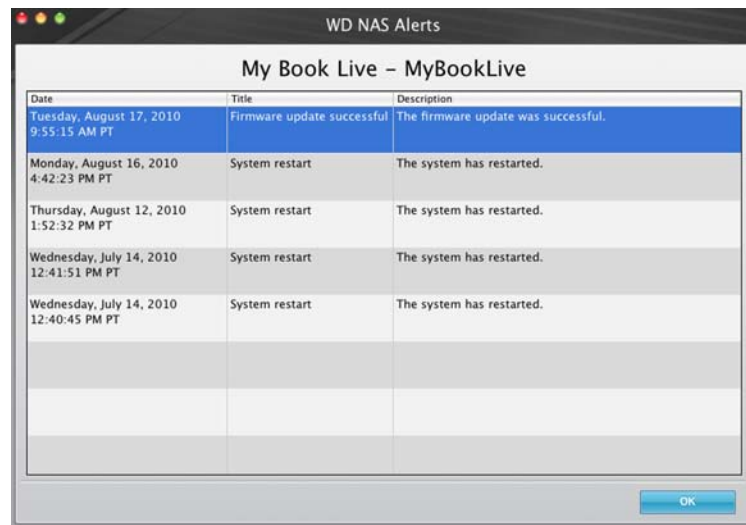 WD NAS Alerts
My Book Live – MyBookLive
Date Title Description
Tuesday, August 17, 2010 Firmware update successful The firmware update was successful.
9:55:15 AM PT
Monday, August 16, 2010 System restart The system has restarted.
4:42:23 PM PT
Thursday, August 12, 2010 System restart The system has restarted.
1:52:32 PM PT
Wednesday, July 14, 2010 System restart The system has restarted.
12:41:51 PM PT
Wednesday, July 14, 2010 System restart The system has restarted.
12:40:45 PM PT
OK